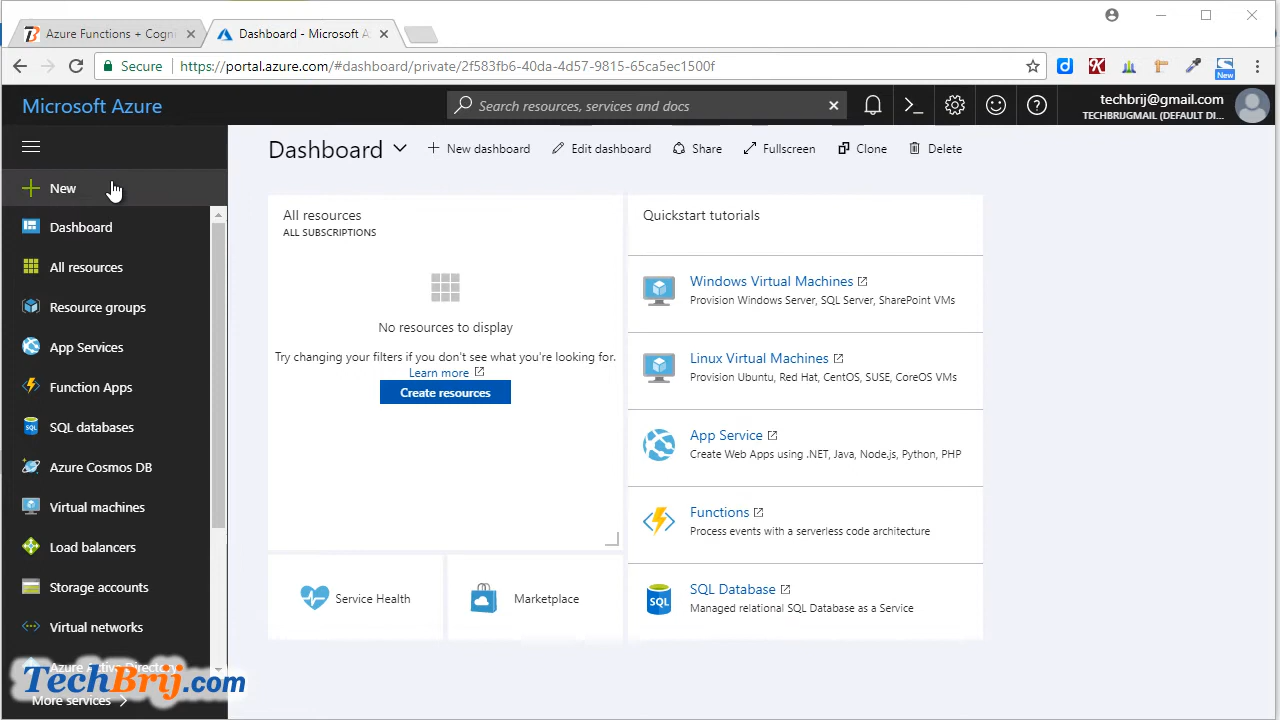 Azure Functions + Cogni
Dashboard - Microsoft A
Secure
https://portal.azure.com/#dashboard/private/2f583fb6-40da-4d57-9815-65ca5ec1500f
New
Microsoft Azure
Search resources, services and docs
techbrij@gmail.com
TECHBRIJGMAIL (DEFAULT DI...
Dashboard
New dashboard
Edit dashboard
Share
Fullscreen
Clone
Delete
New
Dashboard
All resources
Resource groups
App Services
Function Apps
SQL databases
Azure Cosmos DB
Virtual machines
Load balancers
Storage accounts
Virtual networks
Azure Active Directory
More services
TechBrij.com
All resources
ALL SUBSCRIPTIONS
No resources to display
Try changing your filters if you don't see what you're looking for.
Learn more
Create resources
Service Health
Marketplace
Quickstart tutorials
Windows Virtual Machines
Provision Windows Server, SQL Server, SharePoint VMs
Linux Virtual Machines
Provision Ubuntu, Red Hat, CentOS, SUSE, CoreOS VMs
App Service
Create Web Apps using .NET, Java, Node.js, Python, PHP
Functions
Process events with a serverless code architecture
SQL
SQL Database
Managed relational SQL Database as a Service